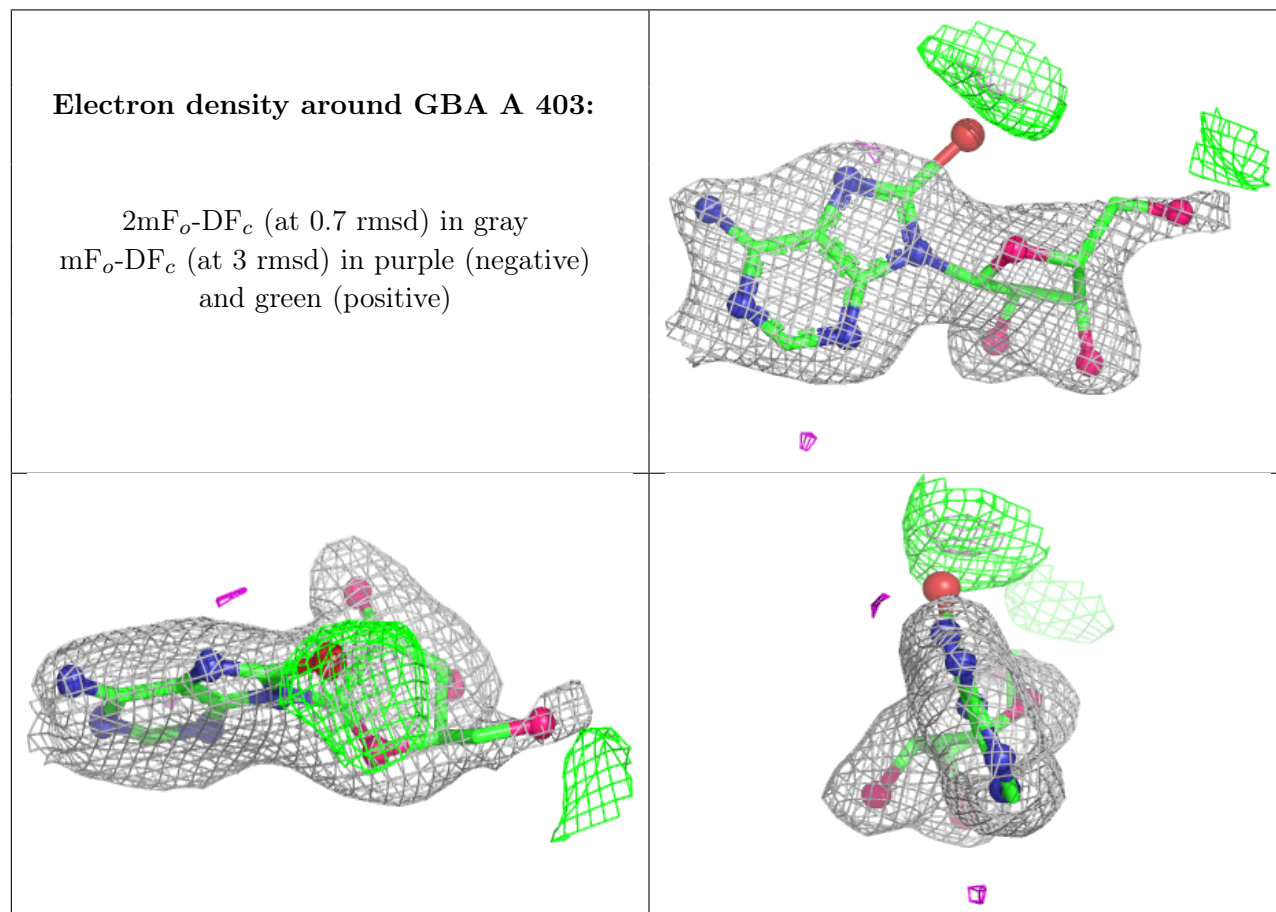 Electron density around GBA A 403:
2mFo-DFc (at 0.7 rmsd) in gray
mFo-DFc (at 3 rmsd) in purple (negative)
and green (positive)